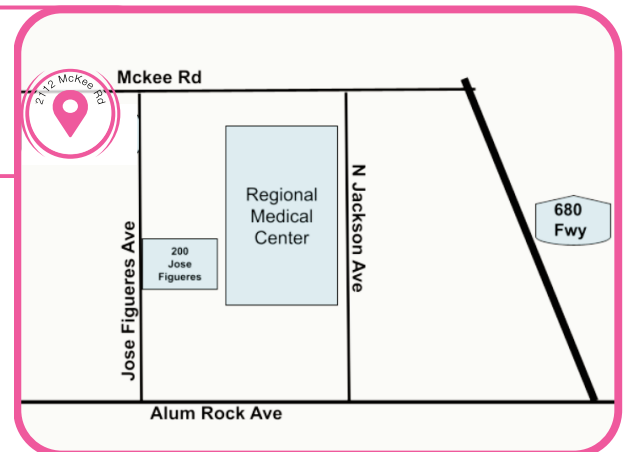 2112 McKee Rd
Mckee Rd
Regional
Medical
Center
N Jackson Ave
680
Fwy
200
Jose
Figueres
Jose Figueres Ave
Alum Rock Ave